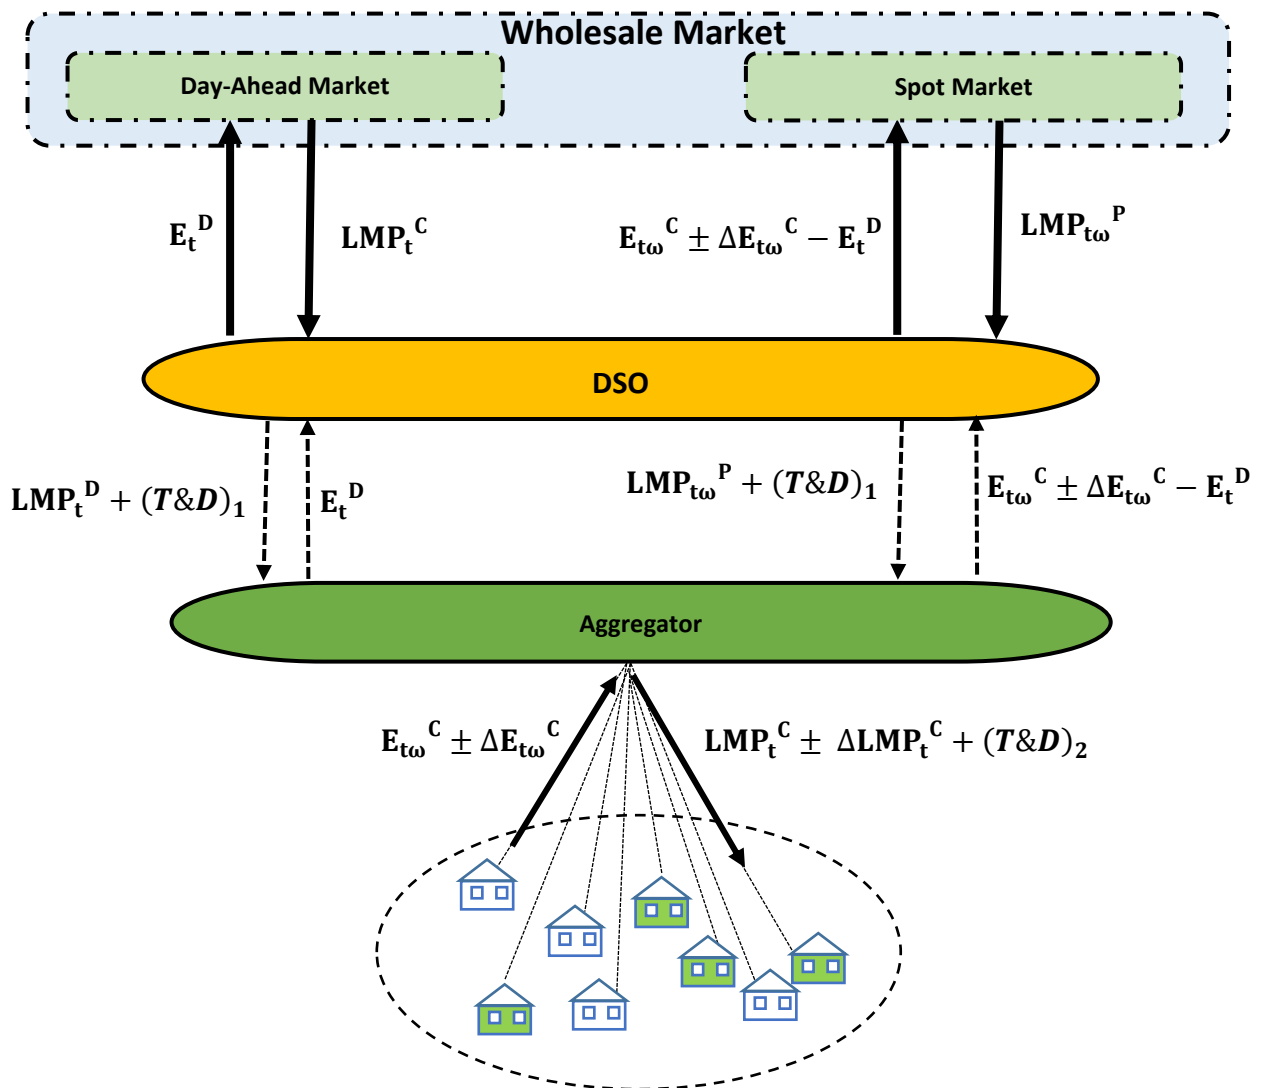 Wholesale Market
Day-Ahead Market
Spot Market
E_t^D
LMP_t^C
E_tω^C ± ΔE_tω^C − E_t^D
LMP_tω^P
DSO
LMP_t^D + (T&D)_1
E_t^D
LMP_tω^P + (T&D)_1
E_tω^C ± ΔE_tω^C − E_t^D
Aggregator
E_tω^C ± ΔE_tω^C
LMP_t^C ± ΔLMP_t^C + (T&D)_2